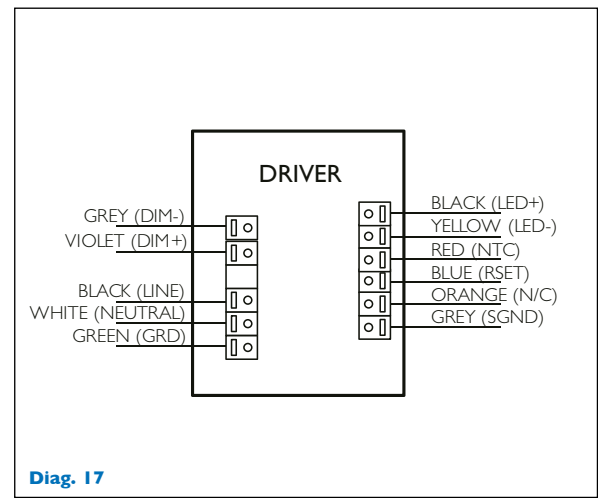 DRIVER
GREY (DIM-)
VIOLET (DIM+)
BLACK (LINE)
WHITE (NEUTRAL)
GREEN (GRD)
BLACK (LED+)
YELLOW (LED-)
RED (NTC)
BLUE (RSET)
ORANGE (N/C)
GREY (SGND)
Diag. 17